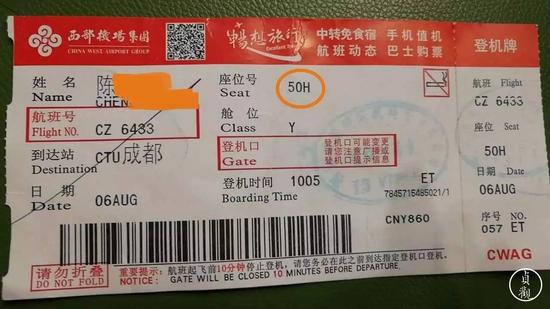 西部機場集团
CHINA WEST AIRPORT GROUP
畅想旅行
中转免食宿 手机值机
航班动态 巴士购票
登机牌
姓 名 陈
Name CHEN
座位号 50H
Seat
航班号
Flight NO. CZ 6433
舱 位
Class Y
到达站 CTU成都
Destination
登机口
Gate
登机口可能变更
请您注意广播或
登机口提示信息
日 期
Date 06AUG
登机时间 1005
Boarding Time
ET
7845715485021/1
CNY860
请勿折叠
DO NOT FOLD
重要提示: 航班起飞前10分钟停止登机,请您务必在此之前到达指定登机口登机。
NOTICE: GATE WILL BE CLOSED 10 MINUTES BEFORE DEPARTURE.
航班 Flight
CZ 6433
座位 Seat
50H
日期 Date
06AUG
序号 NO.
057 ET
CWAG
贞观